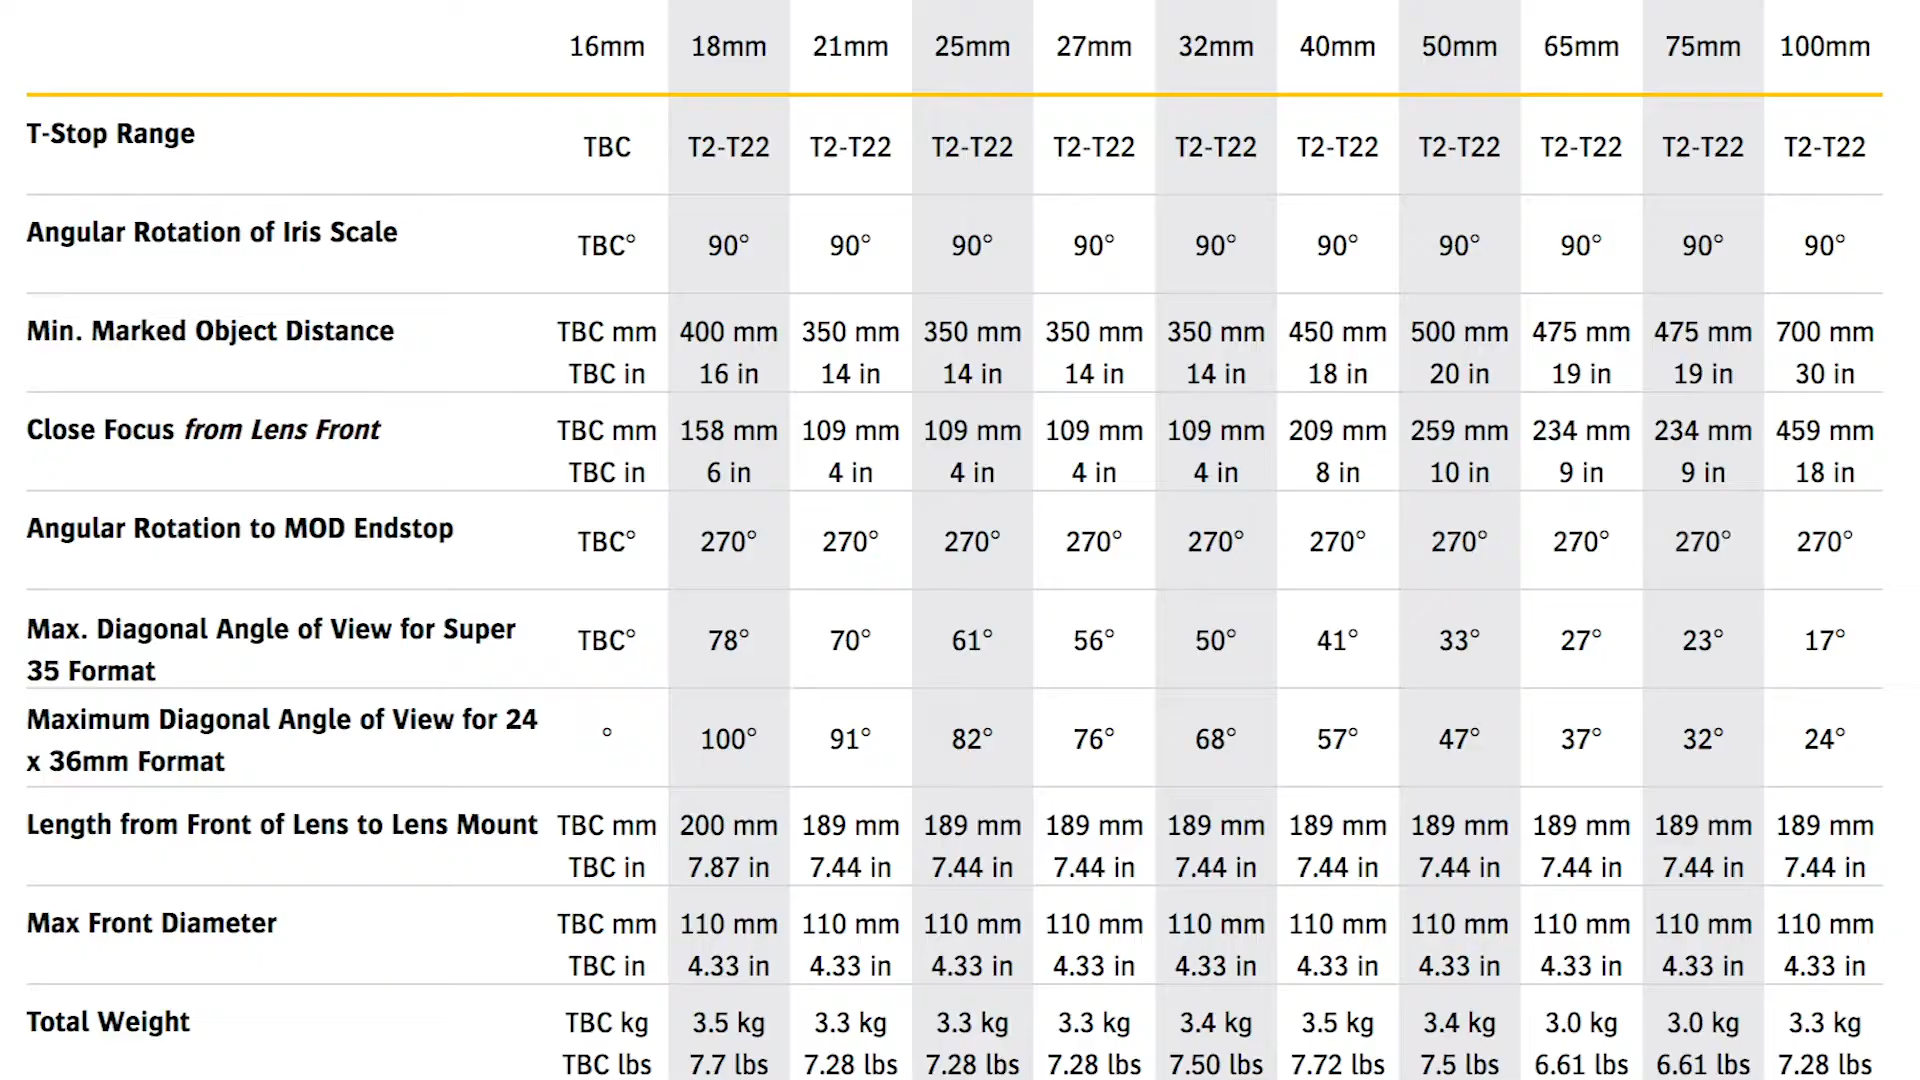 16mm 18mm 21mm 25mm 27mm 32mm 40mm 50mm 65mm 75mm 100mm
T-Stop Range TBC T2-T22 T2-T22 T2-T22 T2-T22 T2-T22 T2-T22 T2-T22 T2-T22 T2-T22 T2-T22
Angular Rotation of Iris Scale TBC° 90° 90° 90° 90° 90° 90° 90° 90° 90° 90°
Min. Marked Object Distance TBC mm 400 mm 350 mm 350 mm 350 mm 350 mm 450 mm 500 mm 475 mm 475 mm 700 mm
TBC in 16 in 14 in 14 in 14 in 14 in 18 in 20 in 19 in 19 in 30 in
Close Focus from Lens Front TBC mm 158 mm 109 mm 109 mm 109 mm 109 mm 209 mm 259 mm 234 mm 234 mm 459 mm
TBC in 6 in 4 in 4 in 4 in 4 in 8 in 10 in 9 in 9 in 18 in
Angular Rotation to MOD Endstop TBC° 270° 270° 270° 270° 270° 270° 270° 270° 270° 270°
Max. Diagonal Angle of View for Super
35 Format TBC° 78° 70° 61° 56° 50° 41° 33° 27° 23° 17°
Maximum Diagonal Angle of View for 24
x 36mm Format ° 100° 91° 82° 76° 68° 57° 47° 37° 32° 24°
Length from Front of Lens to Lens Mount TBC mm 200 mm 189 mm 189 mm 189 mm 189 mm 189 mm 189 mm 189 mm 189 mm 189 mm
TBC in 7.87 in 7.44 in 7.44 in 7.44 in 7.44 in 7.44 in 7.44 in 7.44 in 7.44 in 7.44 in
Max Front Diameter TBC mm 110 mm 110 mm 110 mm 110 mm 110 mm 110 mm 110 mm 110 mm 110 mm 110 mm
TBC in 4.33 in 4.33 in 4.33 in 4.33 in 4.33 in 4.33 in 4.33 in 4.33 in 4.33 in 4.33 in
Total Weight TBC kg 3.5 kg 3.3 kg 3.3 kg 3.3 kg 3.4 kg 3.5 kg 3.4 kg 3.0 kg 3.0 kg 3.3 kg
TBC lbs 7.7 lbs 7.28 lbs 7.28 lbs 7.28 lbs 7.50 lbs 7.72 lbs 7.5 lbs 6.61 lbs 6.61 lbs 7.28 lbs